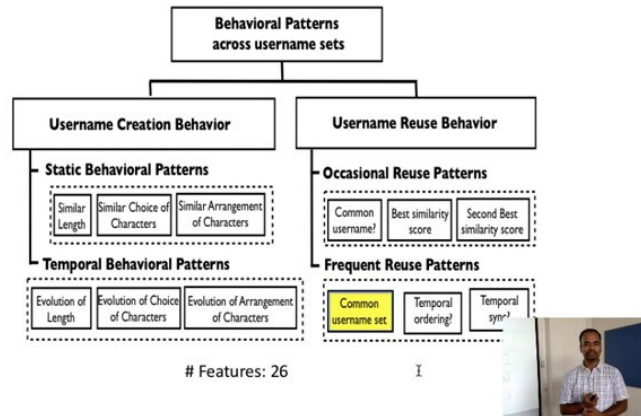 Behavioral Patterns
across username sets
Username Creation Behavior
Username Reuse Behavior
Static Behavioral Patterns
Similar
Length
Similar Choice of
Characters
Similar Arrangement
of Characters
Temporal Behavioral Patterns
Evolution of
Length
Evolution of Choice
of Characters
Evolution of Arrangement
of Characters
Occasional Reuse Patterns
Common
username?
Best similarity
score
Second Best
similarity score
Frequent Reuse Patterns
Common
username set
Temporal
ordering?
Temporal
sync?
# Features: 26